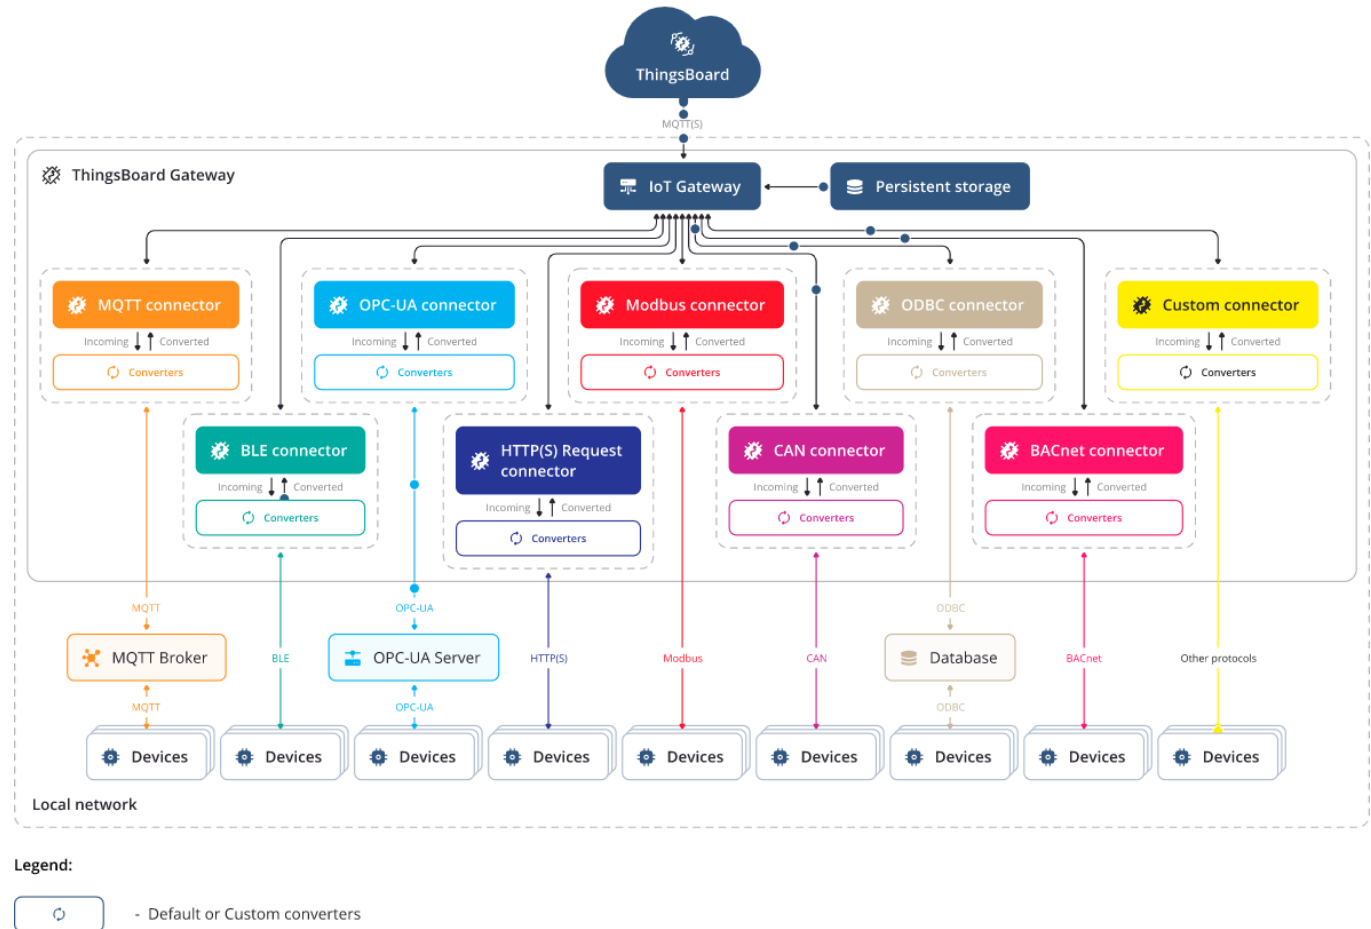 ThingsBoard
MQTT(S)
ThingsBoard Gateway
IoT Gateway
Persistent storage
MQTT connector
OPC-UA connector
Modbus connector
ODBC connector
Custom connector
Incoming Converted
Incoming Converted
Incoming Converted
Incoming Converted
Incoming Converted
Converters
Converters
Converters
Converters
Converters
BLE connector
HTTP(S) Request
connector
CAN connector
BACnet connector
Incoming Converted
Incoming Converted
Incoming Converted
Incoming Converted
Converters
Converters
Converters
Converters
MQTT
OPC-UA
ODBC
MQTT Broker
BLE
OPC-UA Server
HTTP(S)
Modbus
CAN
Database
BACnet
Other protocols
MQTT
OPC-UA
ODBC
Devices
Devices
Devices
Devices
Devices
Devices
Devices
Devices
Devices
Local network
Legend:
- Default or Custom converters